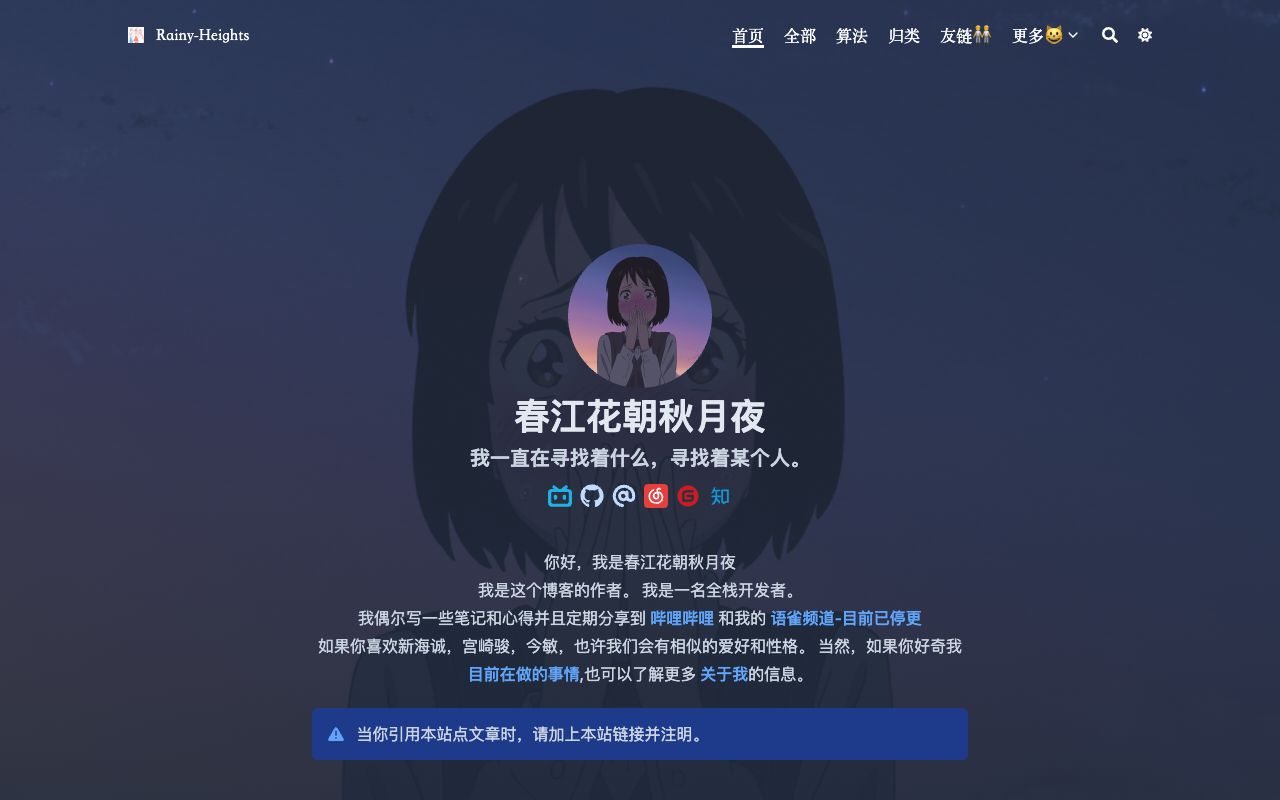 Rainy-Heights
首页 全部 算法 归类 友链👬 更多😺
春江花朝秋月夜
我一直在寻找着什么，寻找着某个人。
知
你好，我是春江花朝秋月夜
我是这个博客的作者。 我是一名全栈开发者。
我偶尔写一些笔记和心得并且定期分享到 哔哩哔哩 和我的 语雀频道-目前已停更
如果你喜欢新海诚，宫崎骏，今敏，也许我们会有相似的爱好和性格。 当然，如果你好奇我
目前在做的事情,也可以了解更多 关于我的信息。
当你引用本站点文章时，请加上本站链接并注明。